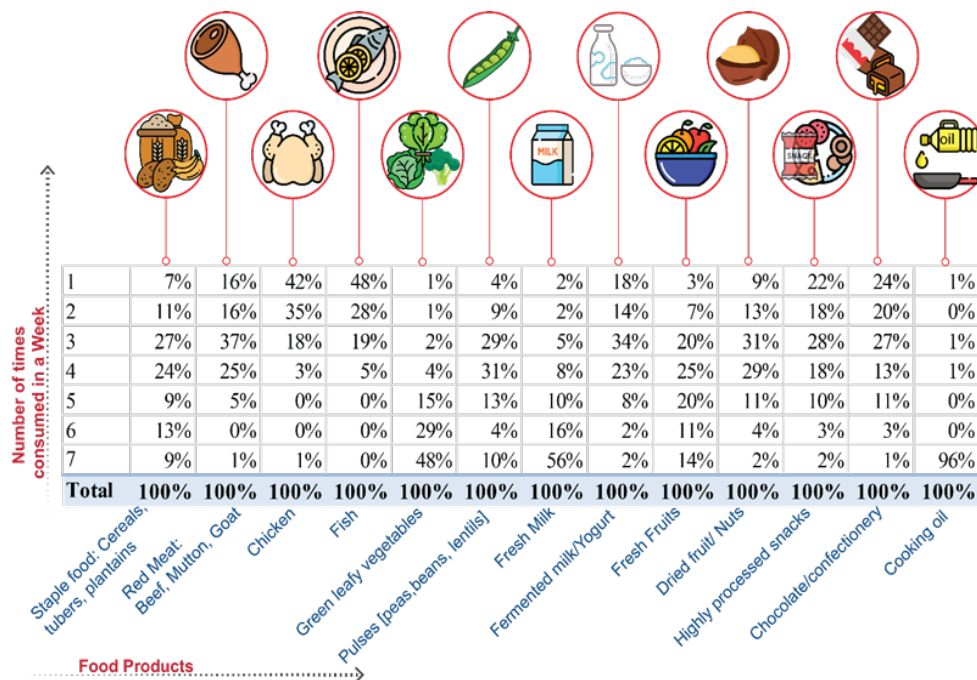 MILK
SNACK
oil
Number of times
consumed in a Week
1 7% 16% 42% 48% 1% 4% 2% 18% 3% 9% 22% 24% 1%
2 11% 16% 35% 28% 1% 9% 2% 14% 7% 13% 18% 20% 0%
3 27% 37% 18% 19% 2% 29% 5% 34% 20% 31% 28% 27% 1%
4 24% 25% 3% 5% 4% 31% 8% 23% 25% 29% 18% 13% 1%
5 9% 5% 0% 0% 15% 13% 10% 8% 20% 11% 10% 11% 0%
6 13% 0% 0% 0% 29% 4% 16% 2% 11% 4% 3% 3% 0%
7 9% 1% 1% 0% 48% 10% 56% 2% 14% 2% 2% 1% 96%
Total 100% 100% 100% 100% 100% 100% 100% 100% 100% 100% 100% 100% 100%
Staple food: Cereals,
tubers, plantains
Red Meat:
Beef, Mutton, Goat
Chicken
Fish
Green leafy vegetables
Pulses [peas,beans, lentils]
Fresh Milk
Fermented milk/Yogurt
Fresh Fruits
Dried fruit/ Nuts
Highly processed snacks
Chocolate/confectionery
Cooking oil
Food Products